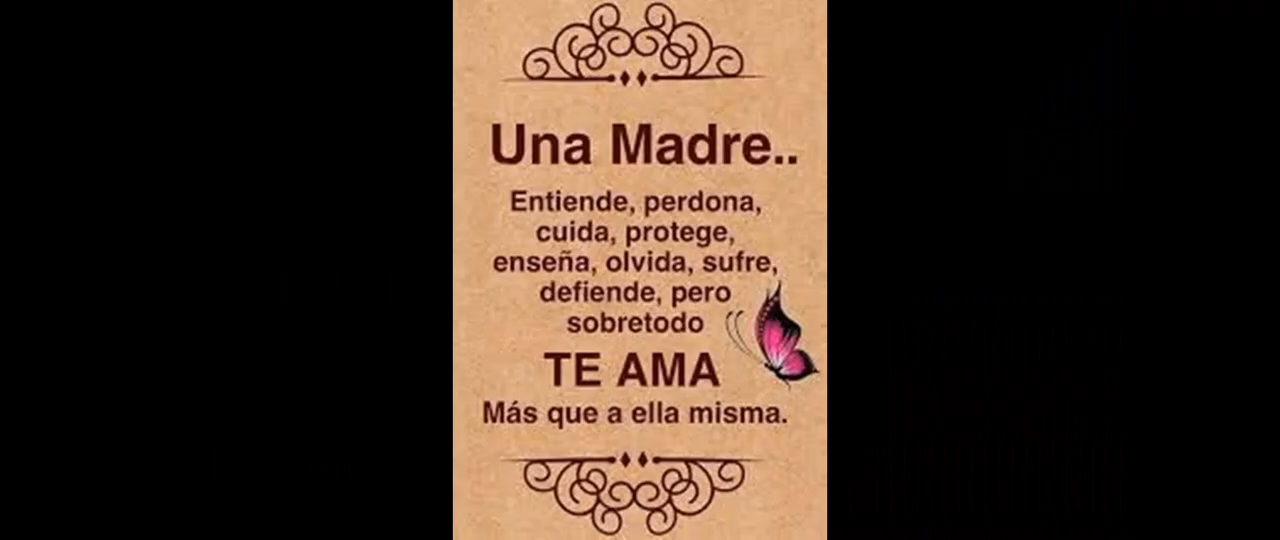 Una Madre..
Entiende, perdona,
cuida, protege,
enseña, olvida, sufre,
defiende, pero
sobretodo
TE AMA
Más que a ella misma.